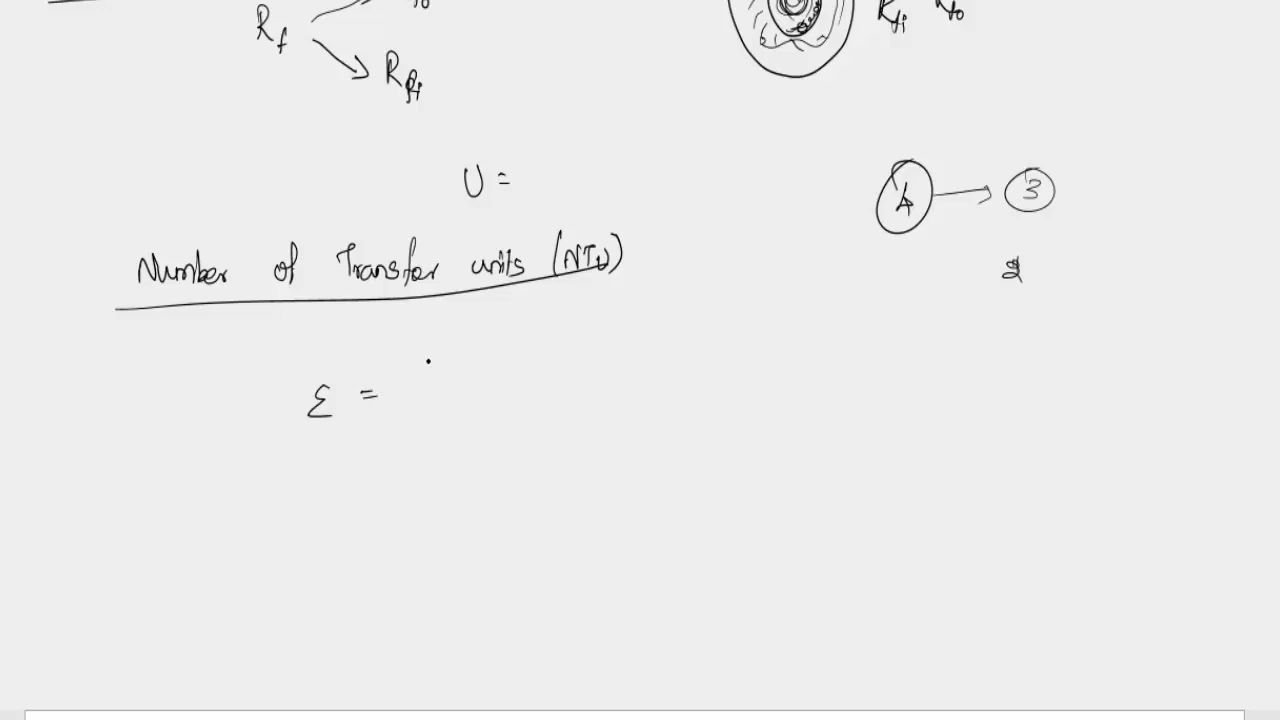 R_f
R_fi
R_fi R_fo
U =
4 → 3
Number of Transfer units (NTU)
ε =